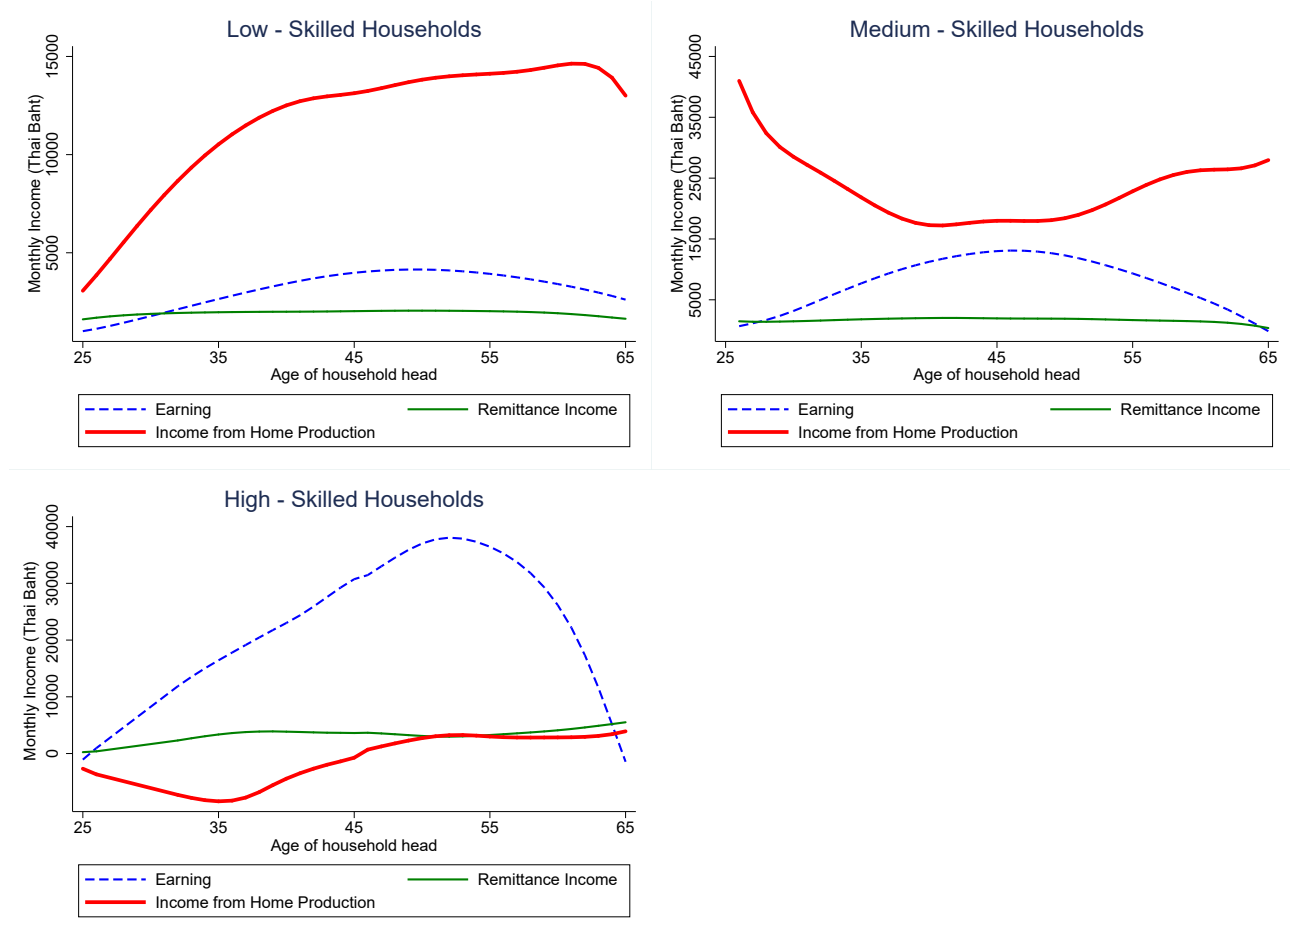 Low - Skilled Households
Monthly Income (Thai Baht)
15000
10000
5000
25 35 45 55 65
Age of household head
Earning Remittance Income
Income from Home Production
Medium - Skilled Households
Monthly Income (Thai Baht)
45000
35000
25000
15000
5000
25 35 45 55 65
Age of household head
Earning Remittance Income
Income from Home Production
High - Skilled Households
Monthly Income (Thai Baht)
40000
30000
20000
10000
0
25 35 45 55 65
Age of household head
Earning Remittance Income
Income from Home Production